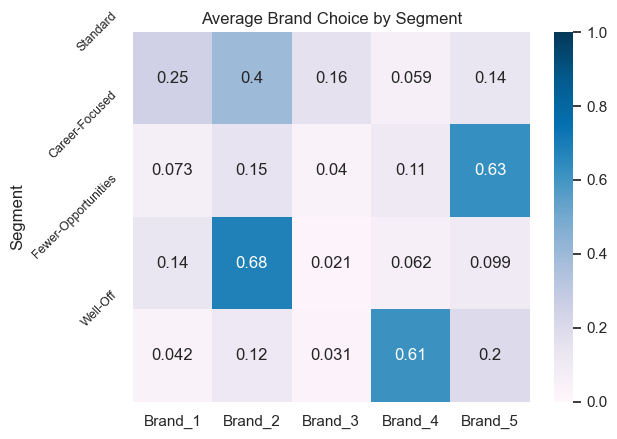 Average Brand Choice by Segment
Segment
Standard
0.25 0.4 0.16 0.059 0.14
Career-Focused
0.073 0.15 0.04 0.11 0.63
Fewer-Opportunities
0.14 0.68 0.021 0.062 0.099
Well-Off
0.042 0.12 0.031 0.61 0.2
Brand_1 Brand_2 Brand_3 Brand_4 Brand_5
1.0
0.8
0.6
0.4
0.2
0.0